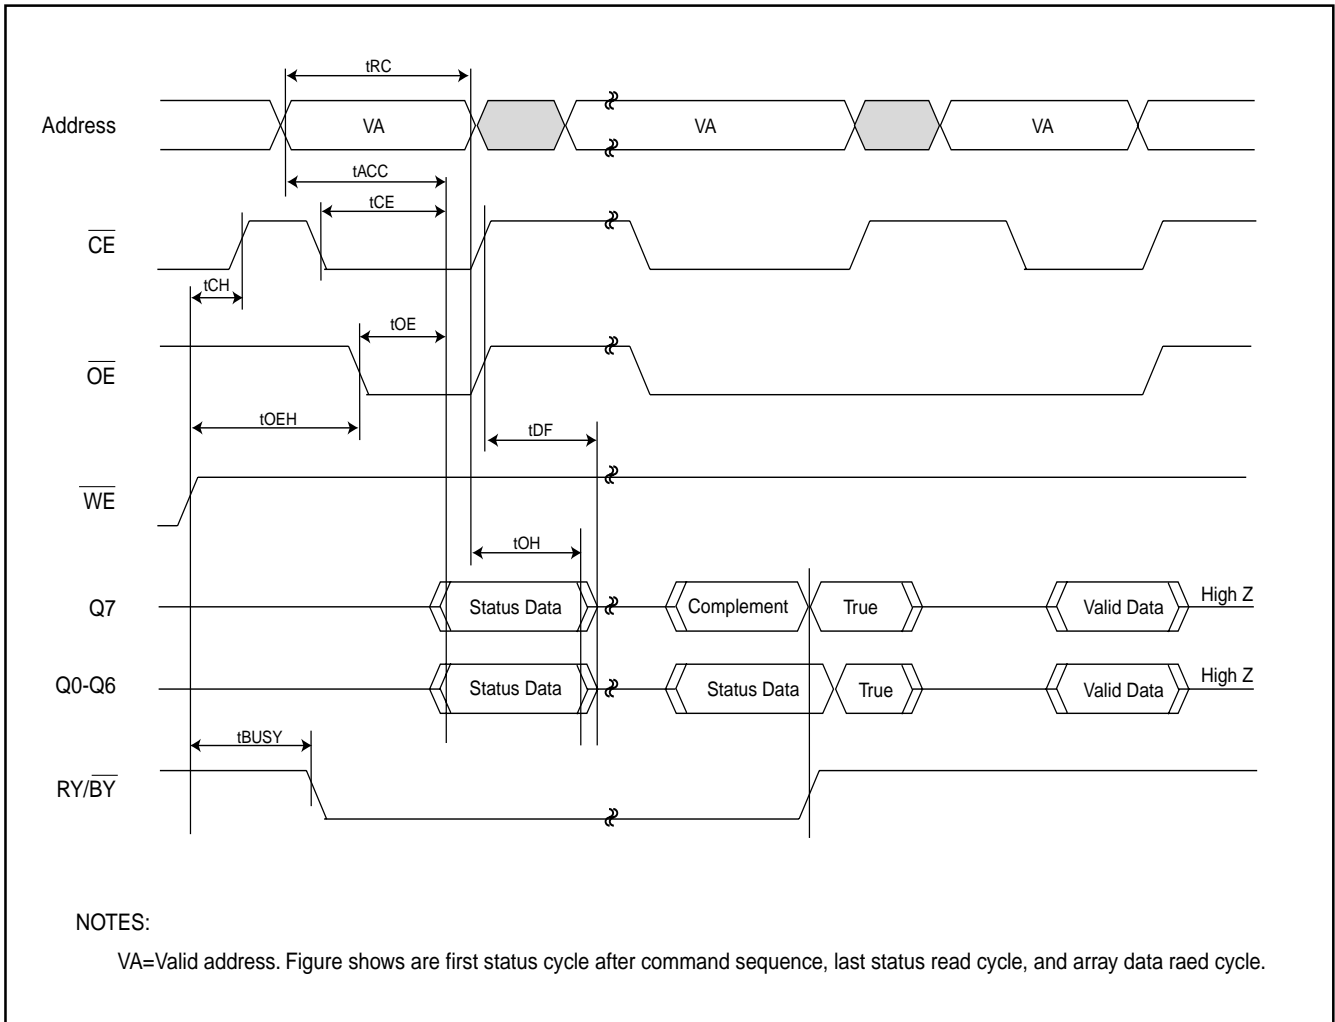 tRC
Address VA VA VA
tACC
tCE
CE
tCH
tOE
OE
tOEH
tDF
WE
tOH
Q7 Status Data Complement True Valid Data High Z
Q0-Q6 Status Data Status Data True Valid Data High Z
tBUSY
RY/BY
NOTES:
VA=Valid address. Figure shows are first status cycle after command sequence, last status read cycle, and array data raed cycle.